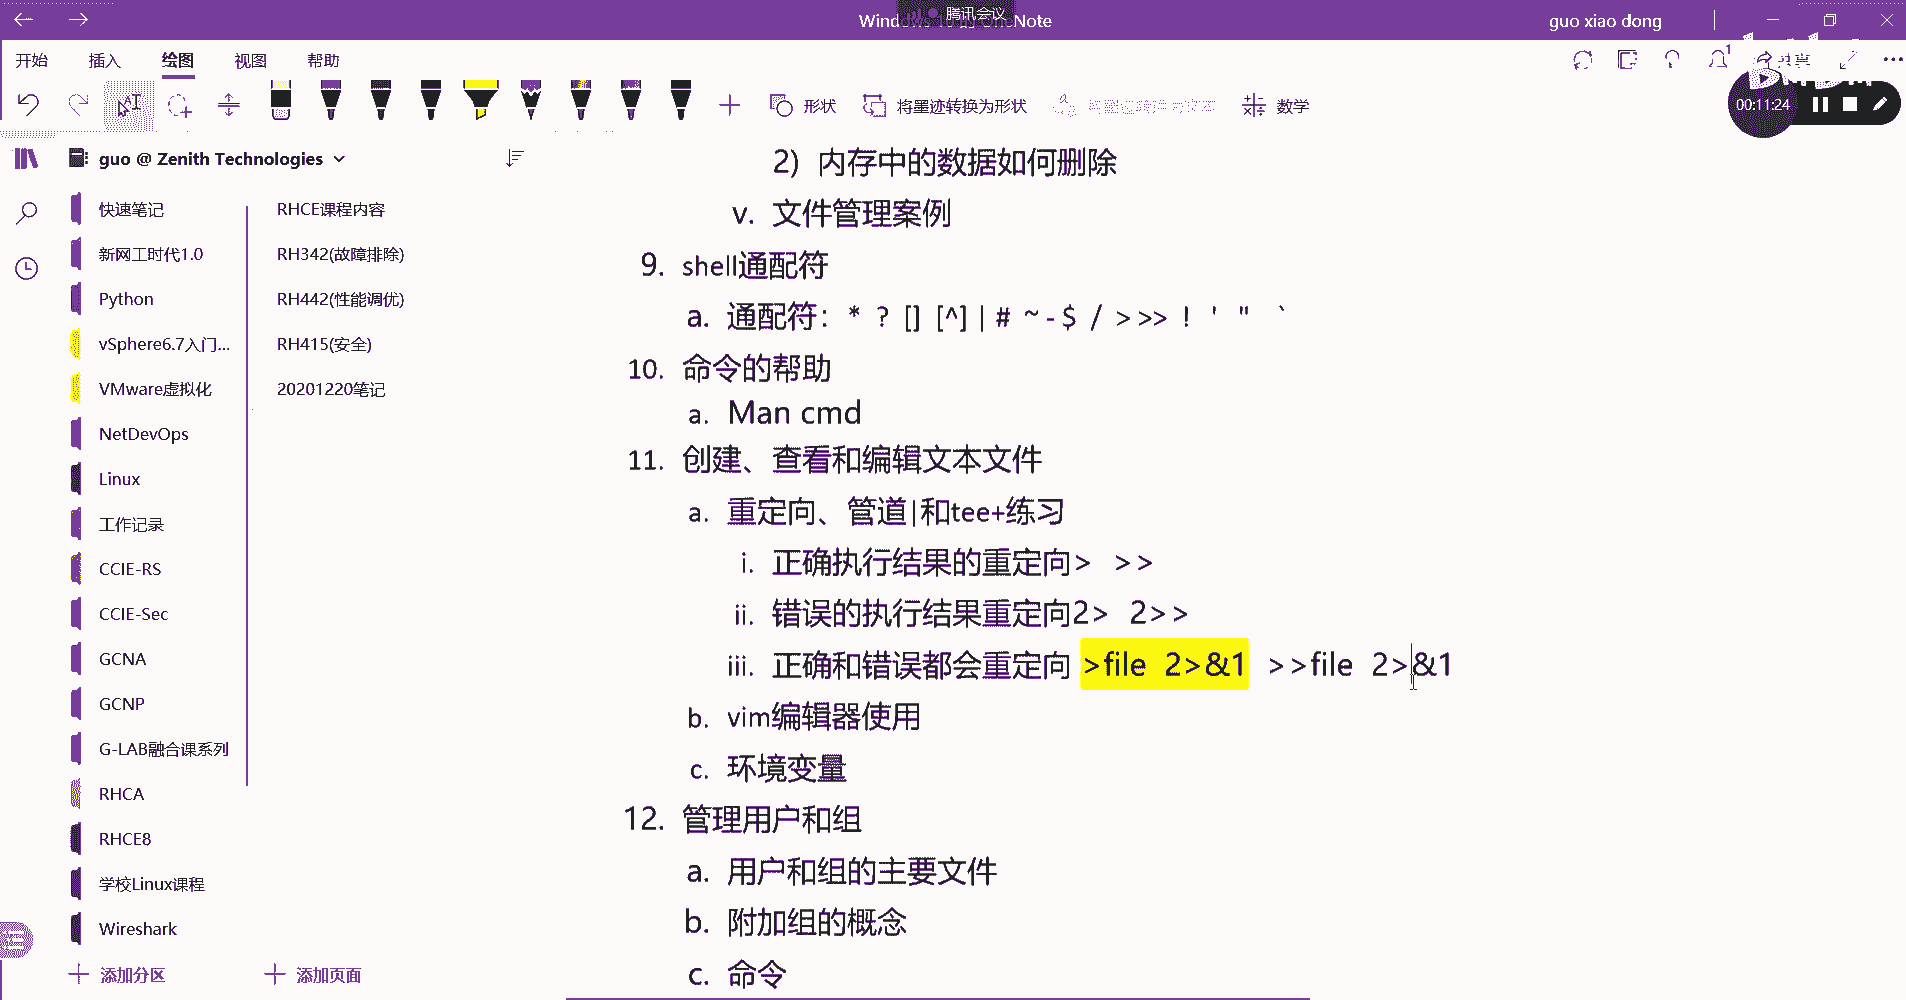 腾讯会议
guo xiao dong
开始 插入 绘图 视图 帮助
形状 将墨迹转换为形状 数学
00:11:24
guo @ Zenith Technologies
快速笔记
新网工时代1.0
Python
vSphere6.7入门...
VMware虚拟化
NetDevOps
Linux
工作记录
CCIE-RS
CCIE-Sec
GCNA
GCNP
G-LAB融合课系列
RHCA
RHCE8
学校Linux课程
Wireshark
添加分区
RHCE课程内容
RH342(故障排除)
RH442(性能调优)
RH415(安全)
20201220笔记
添加页面
2) 内存中的数据如何删除
v. 文件管理案例
9. shell通配符
a. 通配符: * ? [] [^] | # ~ - $ / > >> ! ' " `
10. 命令的帮助
a. Man cmd
11. 创建、查看和编辑文本文件
a. 重定向、管道|和tee+练习
i. 正确执行结果的重定向> >>
ii. 错误的执行结果重定向2> 2>>
iii. 正确和错误都会重定向 >file 2>&1 >>file 2>&1
b. vim编辑器使用
c. 环境变量
12. 管理用户和组
a. 用户和组的主要文件
b. 附加组的概念
c. 命令